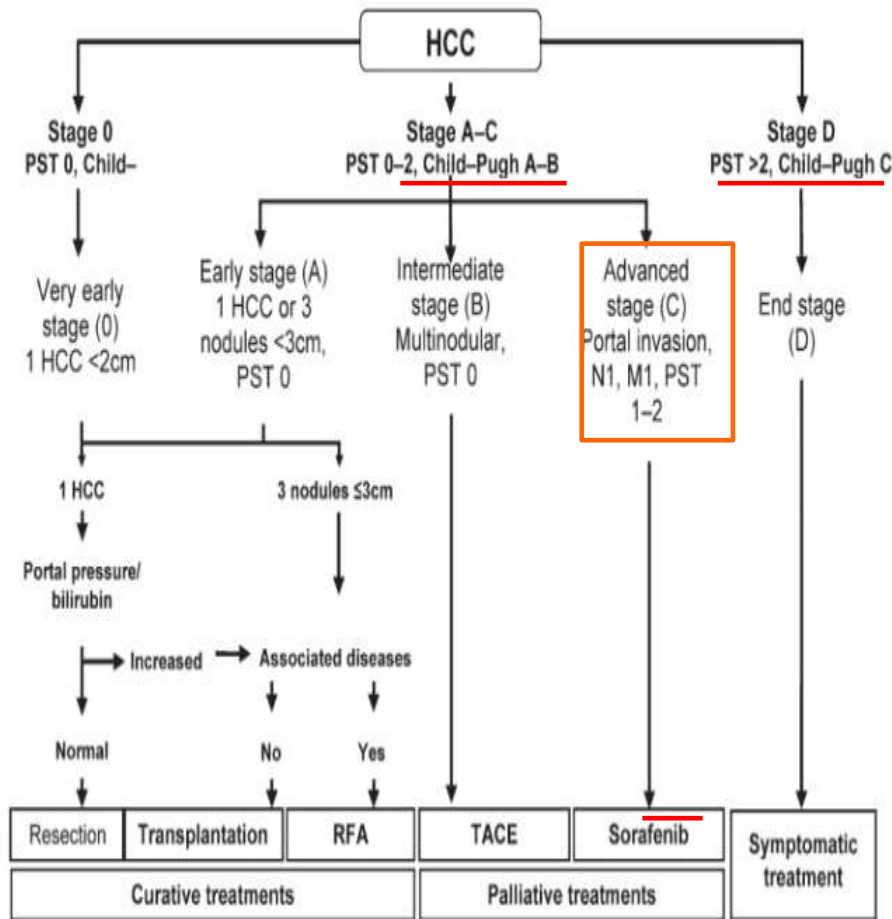 HCC
Stage 0
PST 0, Child–
Stage A–C
PST 0–2, Child–Pugh A–B
Stage D
PST >2, Child–Pugh C
Very early
stage (0)
1 HCC <2cm
Early stage (A)
1 HCC or 3
nodules <3cm,
PST 0
Intermediate
stage (B)
Multinodular,
PST 0
Advanced
stage (C)
Portal invasion,
N1, M1, PST
1–2
End stage
(D)
1 HCC
3 nodules ≤3cm
Portal pressure/
bilirubin
Increased
Associated diseases
Normal
No
Yes
Resection
Transplantation
RFA
TACE
Sorafenib
Symptomatic
treatment
Curative treatments
Palliative treatments